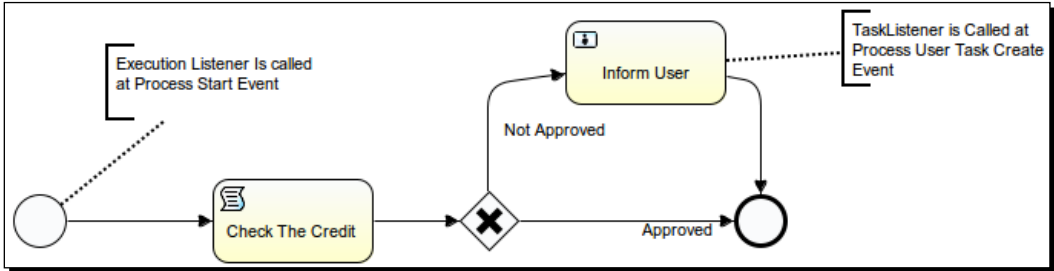 Execution Listener Is called
at Process Start Event
Check The Credit
Not Approved
Inform User
Approved
TaskListener is Called at
Process User Task Create
Event